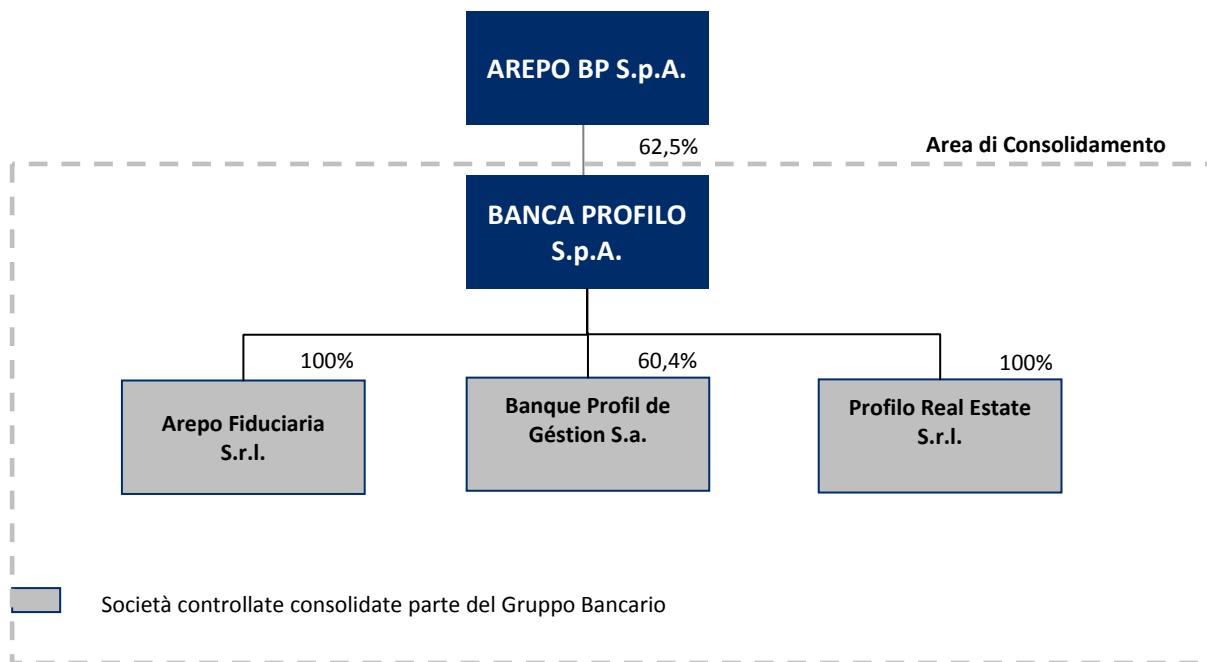 AREPO BP S.p.A.
62,5%
Area di Consolidamento
BANCA PROFILO
S.p.A.
100%
60,4%
100%
Arepo Fiduciaria
S.r.l.
Banque Profil de
Géstion S.a.
Profilo Real Estate
S.r.l.
Società controllate consolidate parte del Gruppo Bancario